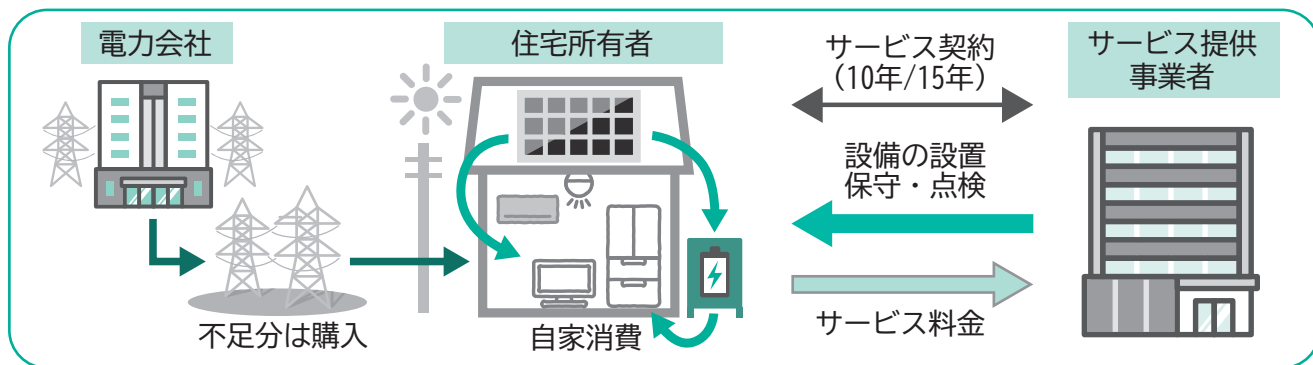 電力会社
住宅所有者
サービス契約
(10年/15年)
サービス提供
事業者
設備の設置
保守・点検
サービス料金
不足分は購入
自家消費